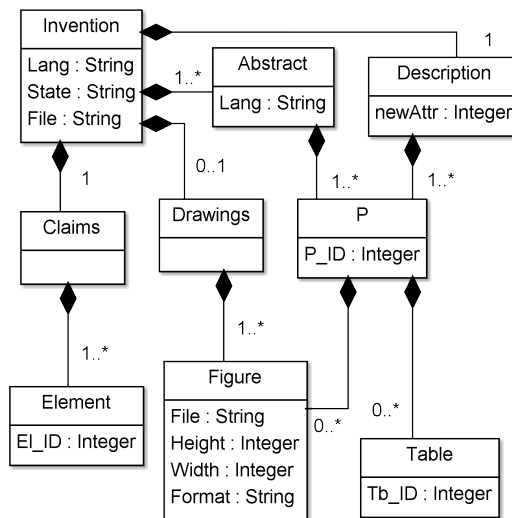 Invention
Lang : String
State : String
File : String
1
1..*
Abstract
Lang : String
Description
newAttr : Integer
0..1
1
1..*
1..*
Claims
Drawings
P
P_ID : Integer
1..*
1..*
Element
El_ID : Integer
Figure
File : String
Height : Integer
Width : Integer
Format : String
0..*
0..*
Table
Tb_ID : Integer